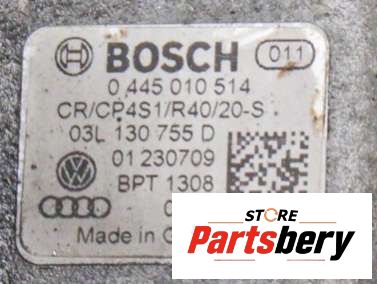 BOSCH 011
0 445 010 514
CR/CP4S1/R40/20-S
03L 130 755 D
01 230709
BPT 1308
Made in
STORE
Partsbery